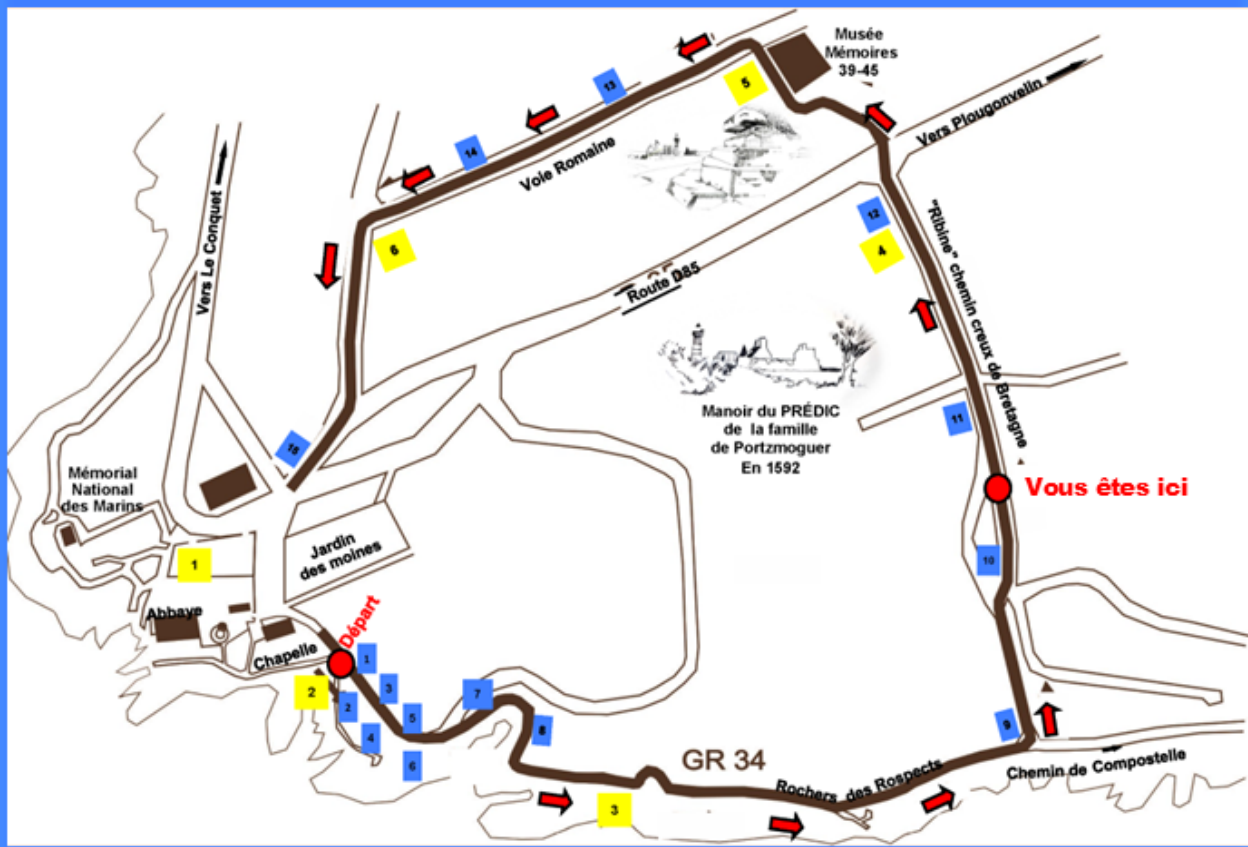 Musée
Mémoires
39-45
13
5
Vers Plougonvelin
14
Voie Romaine
12
4
6
"Ribine" chemin creux de Bretagne
Vers Le Conquet
Route D85
Manoir du PRÉDIC
de la famille
de Portzmoguer
En 1592
11
15
Vous êtes ici
Mémorial
National
des Marins
Jardin
des moines
1
10
Abbaye
Départ
Chapelle
1
2
3
2
7
5
4
8
9
6
GR 34
Rochers des Rospects
Chemin de Compostelle
3